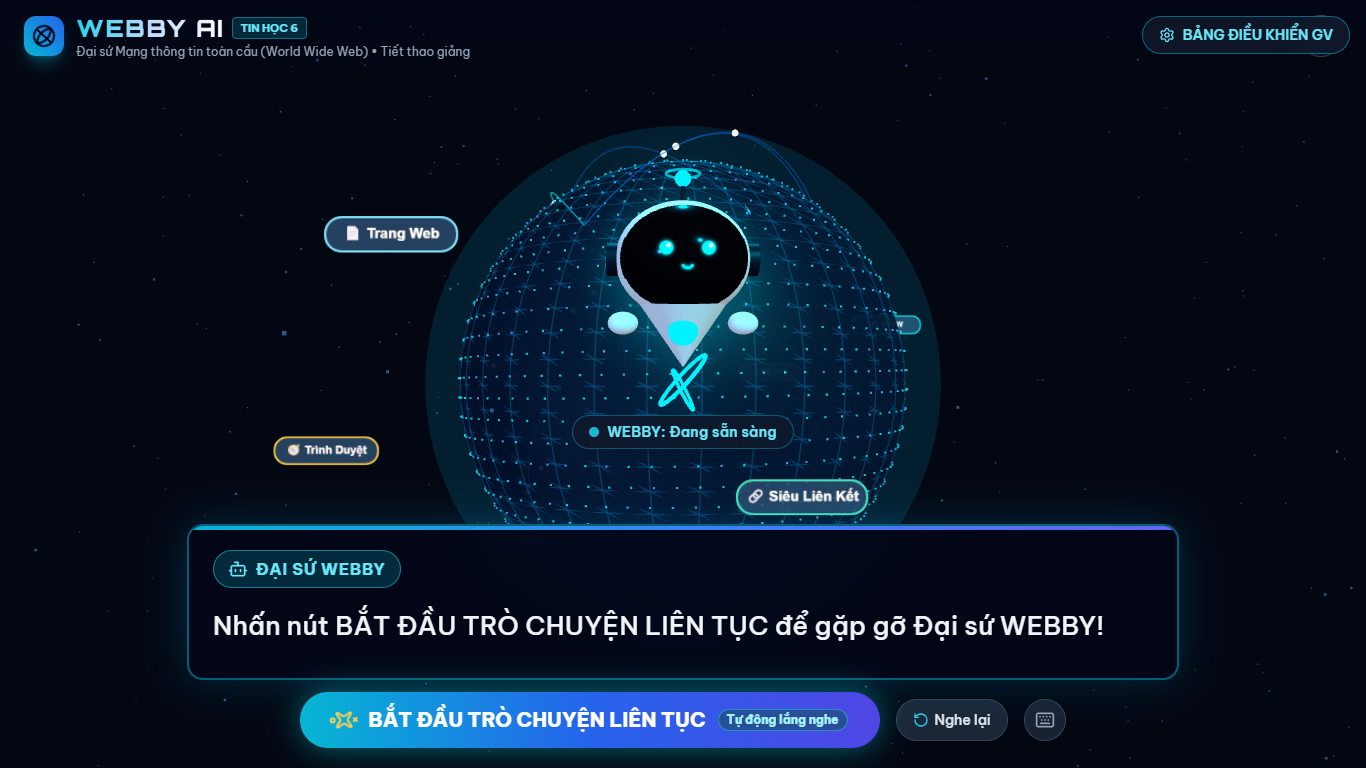 WEBBY AI TIN HỌC 6
Đại sứ Mạng thông tin toàn cầu (World Wide Web) • Tiết thao giảng
BẢNG ĐIỀU KHIỂN GV
Trang Web
Trình Duyệt
WEBBY: Đang sẵn sàng
Siêu Liên Kết
ĐẠI SỨ WEBBY
Nhấn nút BẮT ĐẦU TRÒ CHUYỆN LIÊN TỤC để gặp gỡ Đại sứ WEBBY!
BẮT ĐẦU TRÒ CHUYỆN LIÊN TỤC Tự động lắng nghe
Nghe lại